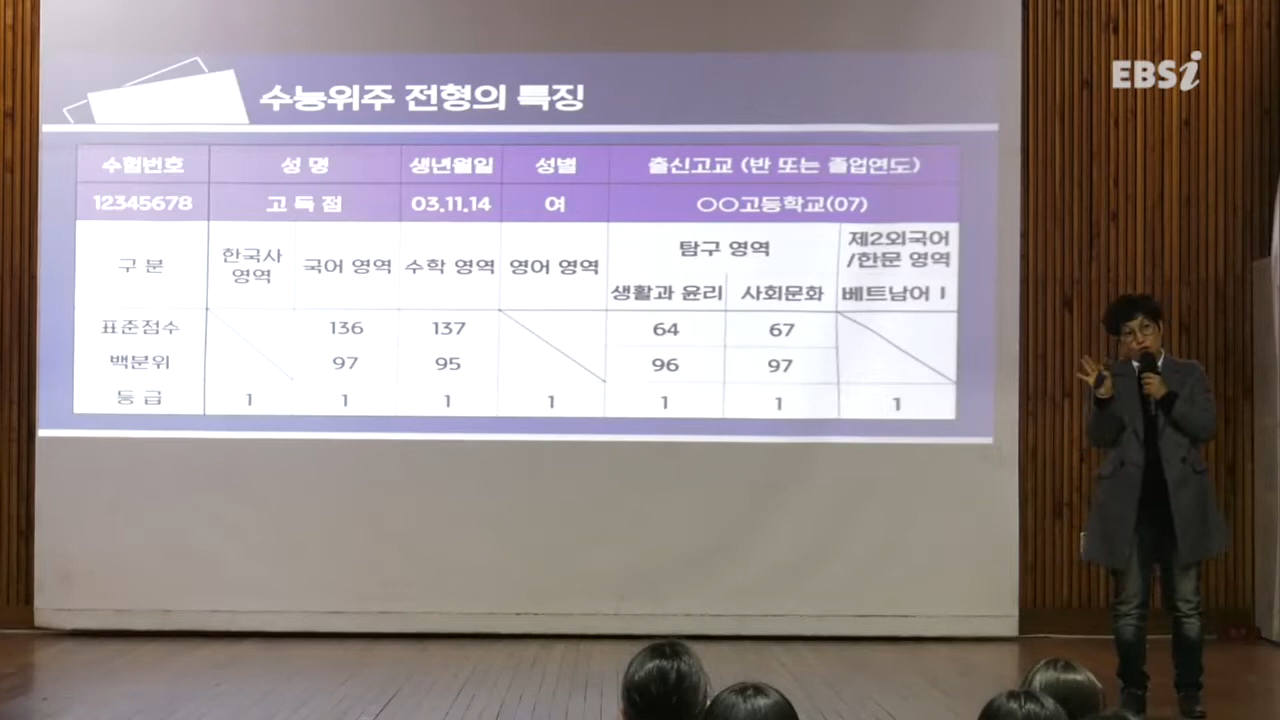 EBSi
수능위주 전형의 특징
수험번호 성 명 생년월일 성별 출신고교 (반 또는 졸업연도)
12345678 고 득 점 03.11.14 여 ○○고등학교(07)
구 분 한국사 영역 국어 영역 수학 영역 영어 영역 탐구 영역 제2외국어 /한문 영역
생활과 윤리 사회문화 베트남어 I
표준점수 136 137 64 67
백분위 97 95 96 97
등 급 1 1 1 1 1 1 1